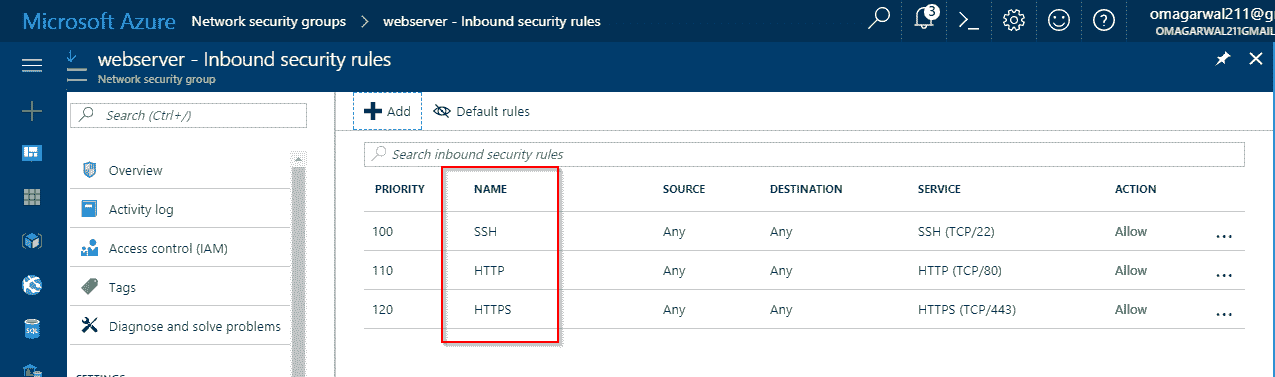 Microsoft Azure Network security groups > webserver - Inbound security rules 3 omagarwal211@g
OMAGARWAL211GMAIL
webserver - Inbound security rules
Network security group
Search (Ctrl+/)
Add Default rules
Search inbound security rules
Overview
Activity log
Access control (IAM)
Tags
Diagnose and solve problems
PRIORITY NAME SOURCE DESTINATION SERVICE ACTION
100 SSH Any Any SSH (TCP/22) Allow ...
110 HTTP Any Any HTTP (TCP/80) Allow ...
120 HTTPS Any Any HTTPS (TCP/443) Allow ...
SQL